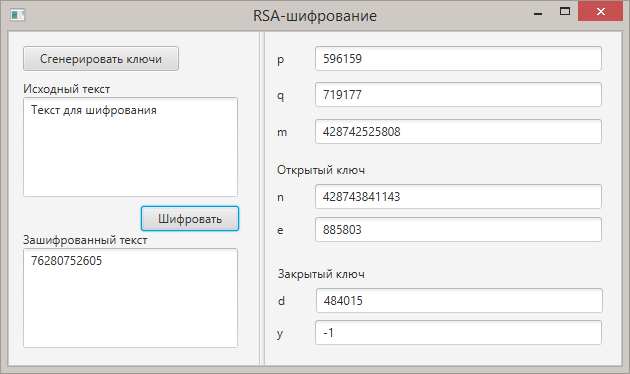 RSA-шифрование
Сгенерировать ключи
Исходный текст
Текст для шифрования
Шифровать
Зашифрованный текст
76280752605
p 596159
q 719177
m 428742525808
Открытый ключ
n 428743841143
e 885803
Закрытый ключ
d 484015
y -1